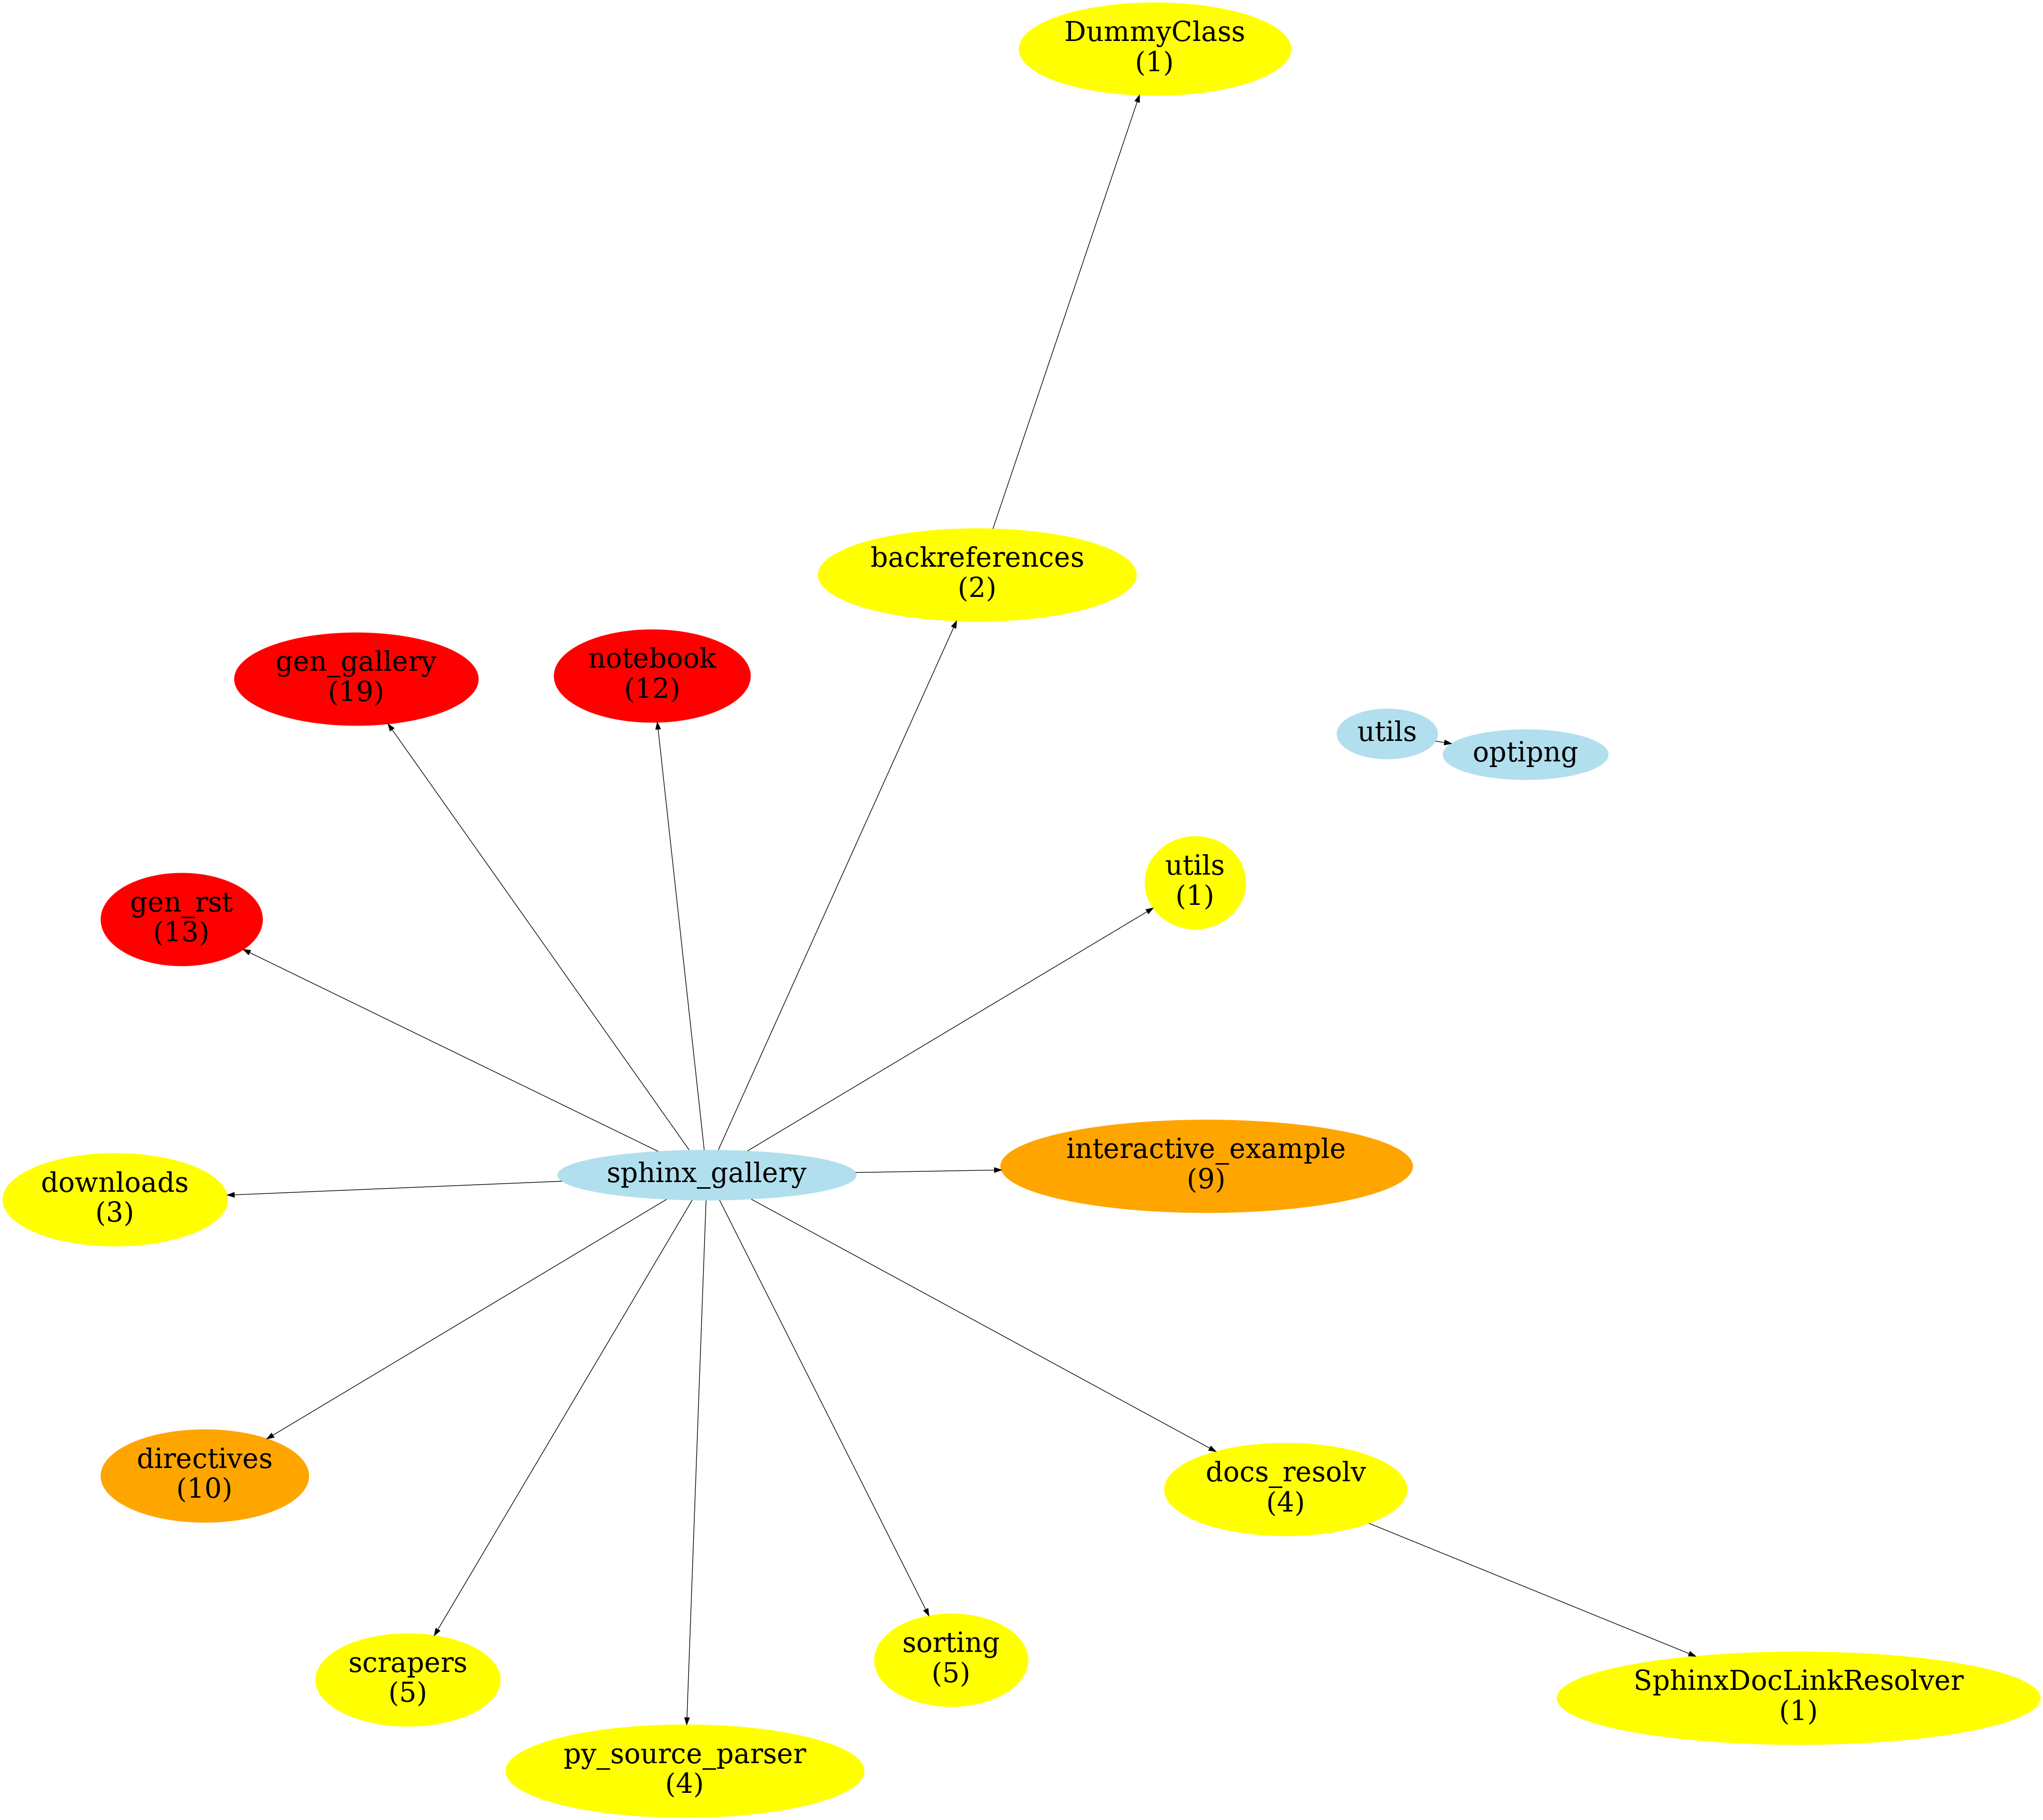 DummyClass
(1)
backreferences
(2)
gen_gallery
(19)
notebook
(12)
utils
optipng
utils
(1)
gen_rst
(13)
interactive_example
(9)
sphinx_gallery
downloads
(3)
directives
(10)
docs_resolv
(4)
scrapers
(5)
sorting
(5)
SphinxDocLinkResolver
(1)
py_source_parser
(4)